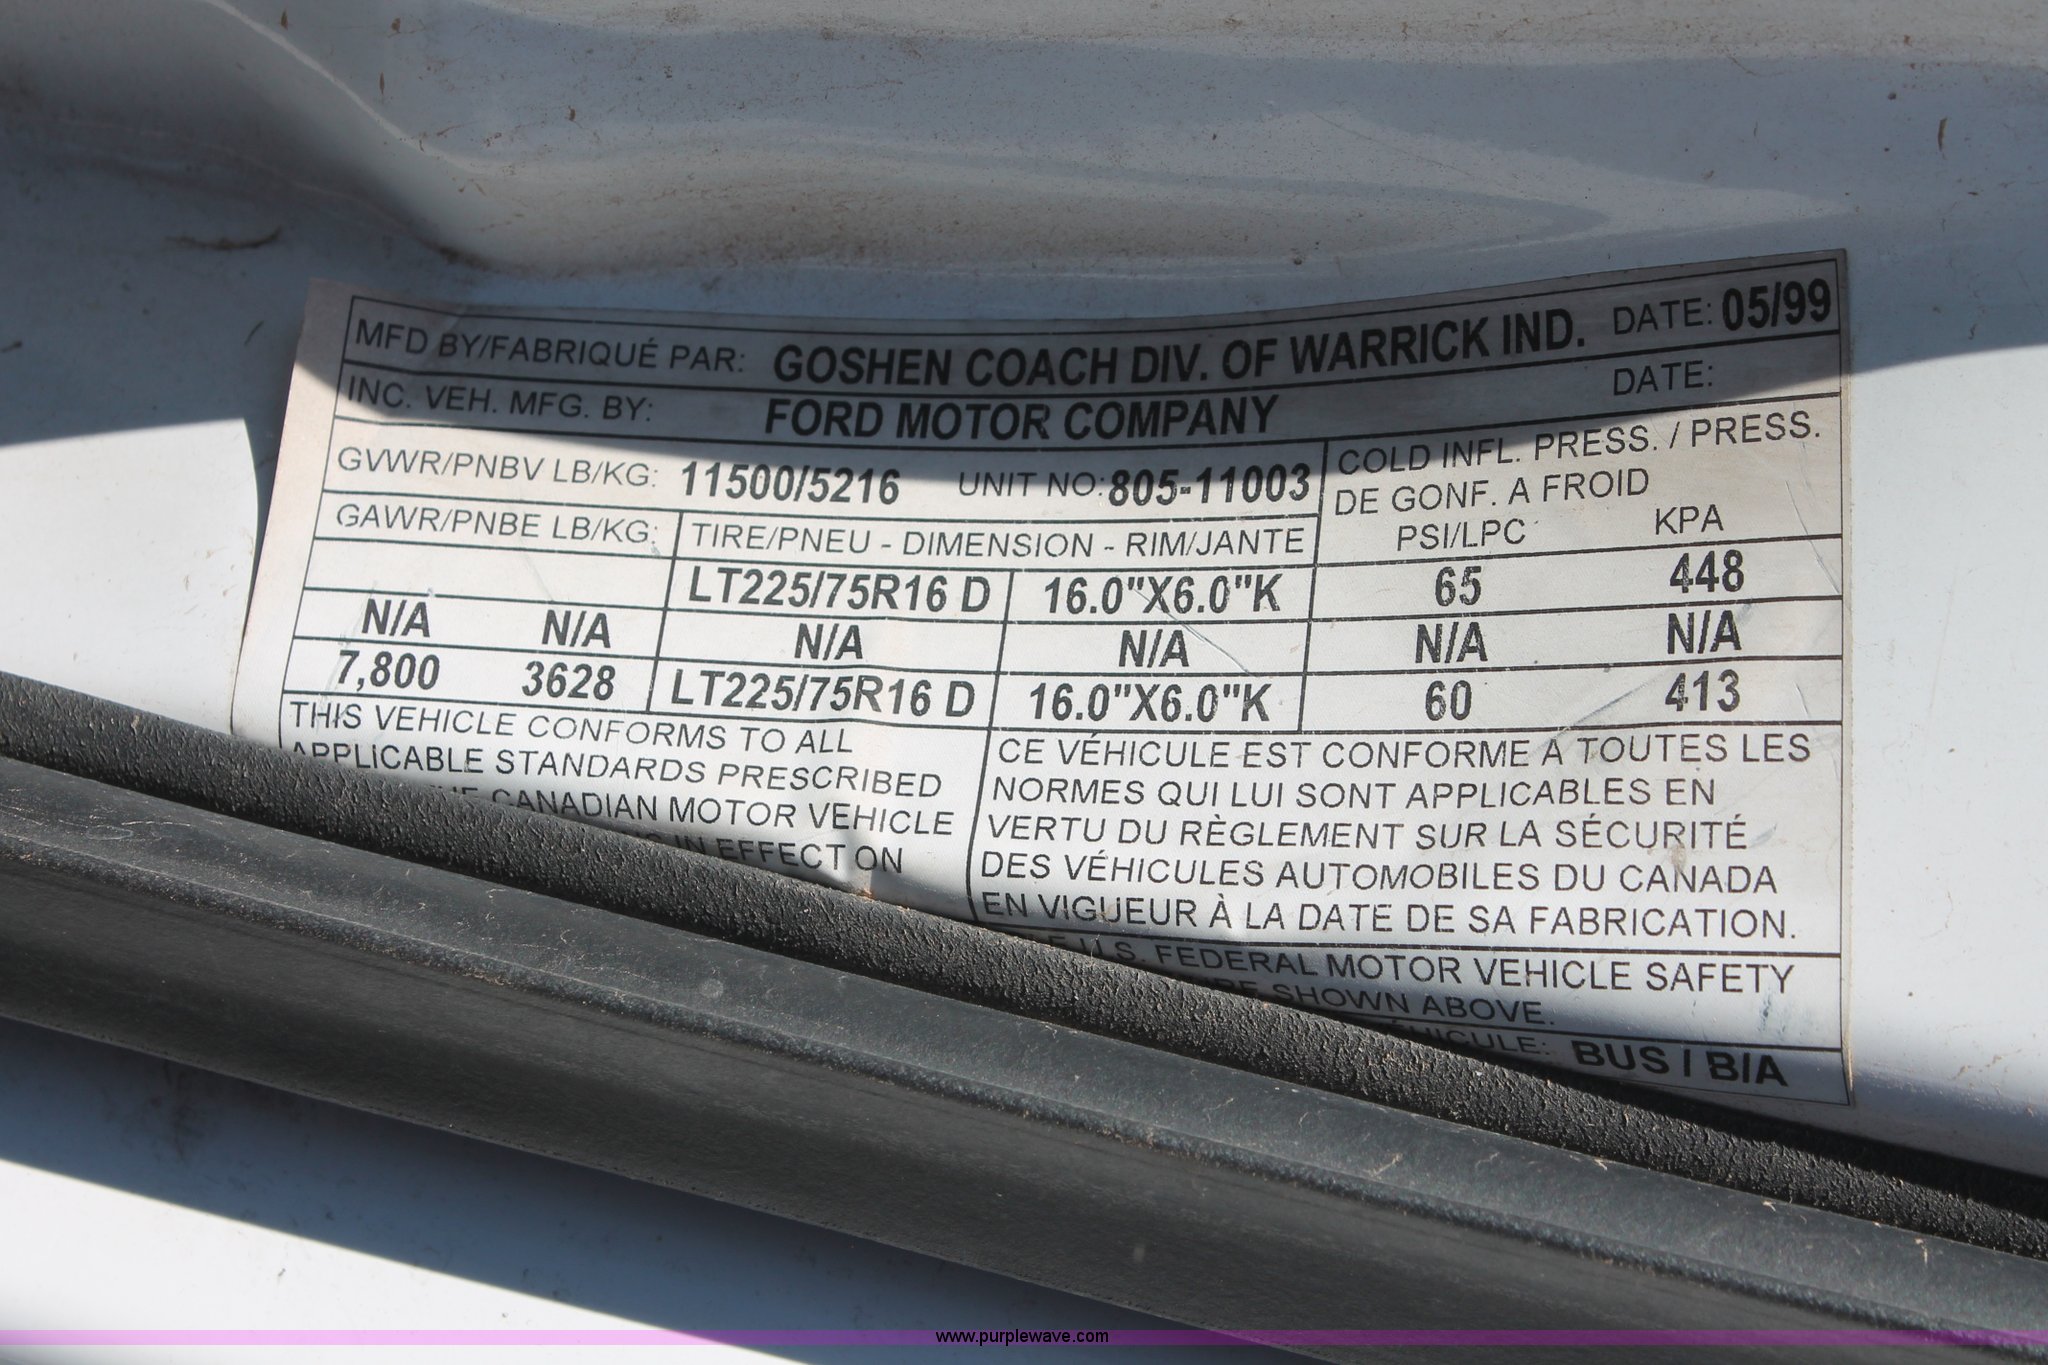 MFD BY/FABRIQUÉ PAR: GOSHEN COACH DIV. OF WARRICK IND. DATE: 05/99
INC. VEH. MFG. BY: FORD MOTOR COMPANY DATE:
GVWR/PNBV LB/KG: 11500/5216 UNIT NO: 805-11003
COLD INFL. PRESS. / PRESS.
DE GONF. A FROID
PSI/LPC KPA
GAWR/PNBE LB/KG: TIRE/PNEU - DIMENSION - RIM/JANTE
LT225/75R16 D 16.0"X6.0"K 65 448
N/A N/A N/A N/A N/A N/A
7,800 3628 LT225/75R16 D 16.0"X6.0"K 60 413
THIS VEHICLE CONFORMS TO ALL
APPLICABLE STANDARDS PRESCRIBED
CANADIAN MOTOR VEHICLE
IN EFFECT ON
CE VÉHICULE EST CONFORME A TOUTES LES
NORMES QUI LUI SONT APPLICABLES EN
VERTU DU RÈGLEMENT SUR LA SÉCURITÉ
DES VÉHICULES AUTOMOBILES DU CANADA
EN VIGUEUR À LA DATE DE SA FABRICATION.
U.S. FEDERAL MOTOR VEHICLE SAFETY
SHOWN ABOVE.
BUS / B/A
www.purplewave.com